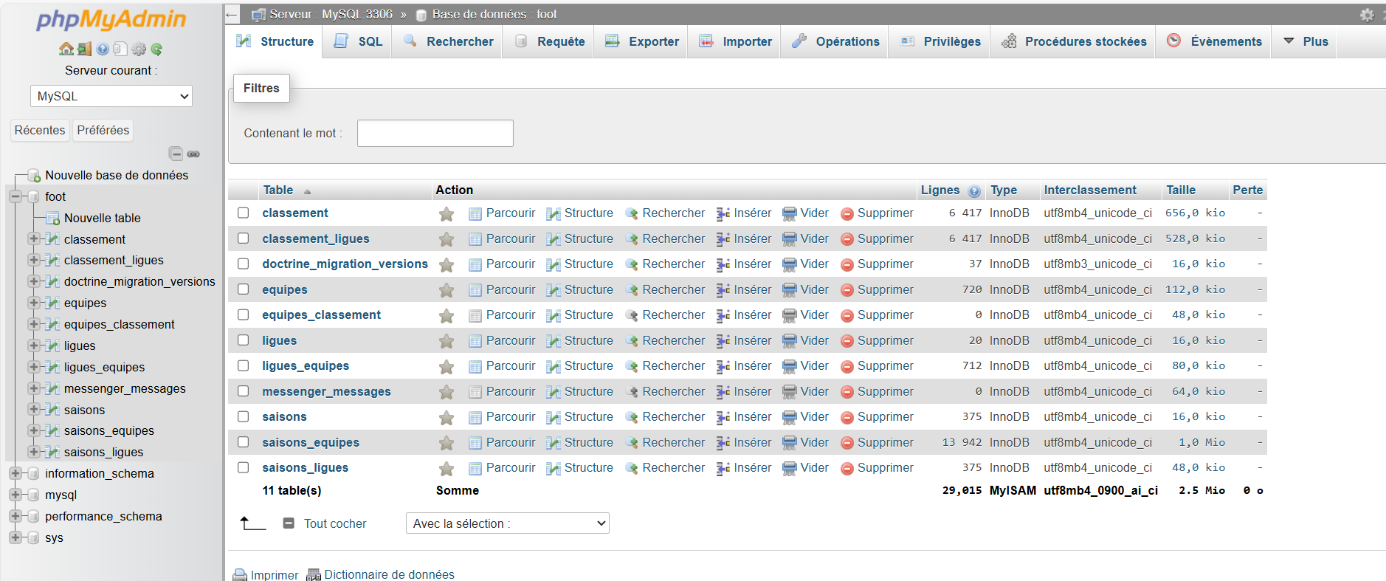 phpMyAdmin
Serveur courant :
MySQL
Récentes
Préférées
Nouvelle base de données
foot
Nouvelle table
classement
classement_ligues
doctrine_migration_versions
equipes
equipes_classement
ligues
ligues_equipes
messenger_messages
saisons
saisons_equipes
saisons_ligues
information_schema
mysql
performance_schema
sys
← Serveur MySQL 3306 » Base de données foot
Structure SQL Rechercher Requête Exporter Importer Opérations Privilèges Procédures stockées Évènements Plus
Filtres
Contenant le mot :
Table Action Lignes Type Interclassement Taille Perte
classement Parcourir Structure Rechercher Insérer Vider Supprimer 6 417 InnoDB utf8mb4_unicode_ci 656,0 kio -
classement_ligues Parcourir Structure Rechercher Insérer Vider Supprimer 6 417 InnoDB utf8mb4_unicode_ci 528,0 kio -
doctrine_migration_versions Parcourir Structure Rechercher Insérer Vider Supprimer 37 InnoDB utf8mb3_unicode_ci 16,0 kio -
equipes Parcourir Structure Rechercher Insérer Vider Supprimer 720 InnoDB utf8mb4_unicode_ci 112,0 kio -
equipes_classement Parcourir Structure Rechercher Insérer Vider Supprimer 0 InnoDB utf8mb4_unicode_ci 48,0 kio -
ligues Parcourir Structure Rechercher Insérer Vider Supprimer 20 InnoDB utf8mb4_unicode_ci 16,0 kio -
ligues_equipes Parcourir Structure Rechercher Insérer Vider Supprimer 712 InnoDB utf8mb4_unicode_ci 80,0 kio -
messenger_messages Parcourir Structure Rechercher Insérer Vider Supprimer 0 InnoDB utf8mb4_unicode_ci 64,0 kio -
saisons Parcourir Structure Rechercher Insérer Vider Supprimer 375 InnoDB utf8mb4_unicode_ci 16,0 kio -
saisons_equipes Parcourir Structure Rechercher Insérer Vider Supprimer 13 942 InnoDB utf8mb4_unicode_ci 1,0 Mio -
saisons_ligues Parcourir Structure Rechercher Insérer Vider Supprimer 375 InnoDB utf8mb4_unicode_ci 48,0 kio -
11 table(s) Somme 29,015 MyISAM utf8mb4_0900_ai_ci 2.5 Mio 0 o
Tout cocher
Avec la sélection :
Imprimer Dictionnaire de données